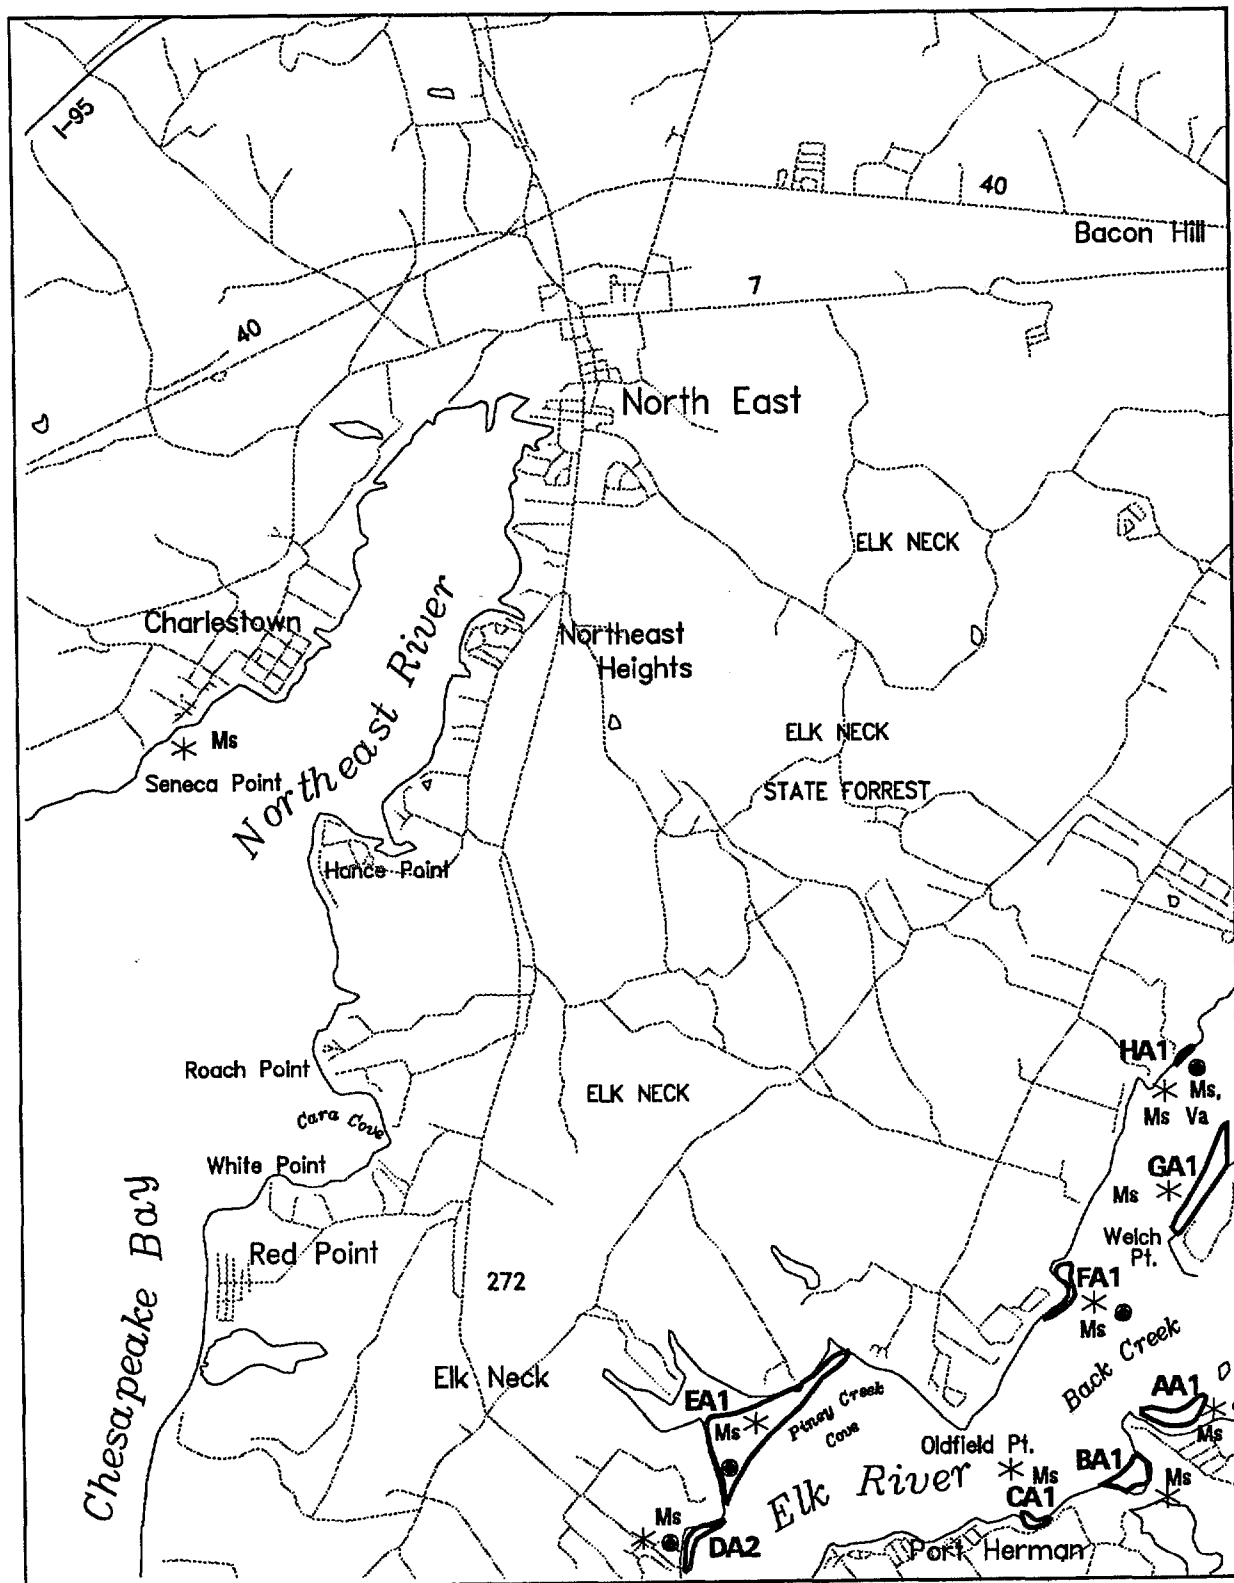 I-95
40
Bacon Hill
7
40
North East
ELK NECK
Charlestown
Northeast
Heights
Northeast River
ELK NECK
Ms
Seneca Point
STATE FORREST
Hance Point
HA1
Roach Point
Ms,
Ms Va
ELK NECK
Cara Cove
White Point
GA1
Ms
Chesapeake Bay
Welch
Pt.
Red Point
272
FA1
Ms
Back Creek
Elk Neck
AA1
EA1
Ms
Piney Creek
Cove
Ms
Oldfield Pt.
BA1
Elk River
Ms
Ms
CA1
Ms
DA2
Port Herman